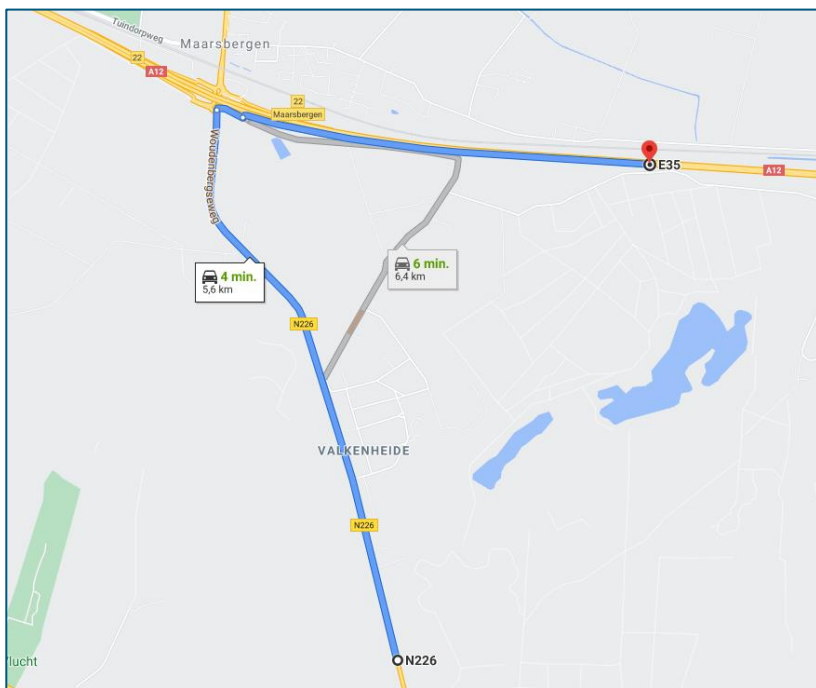 Tuindorpweg
Maarsbergen
22
A12
22
Maarsbergen
E35
A12
Woudenbergseweg
4 min.
5,6 km
6 min.
6,4 km
N226
VALKENHEIDE
N226
N226
lucht